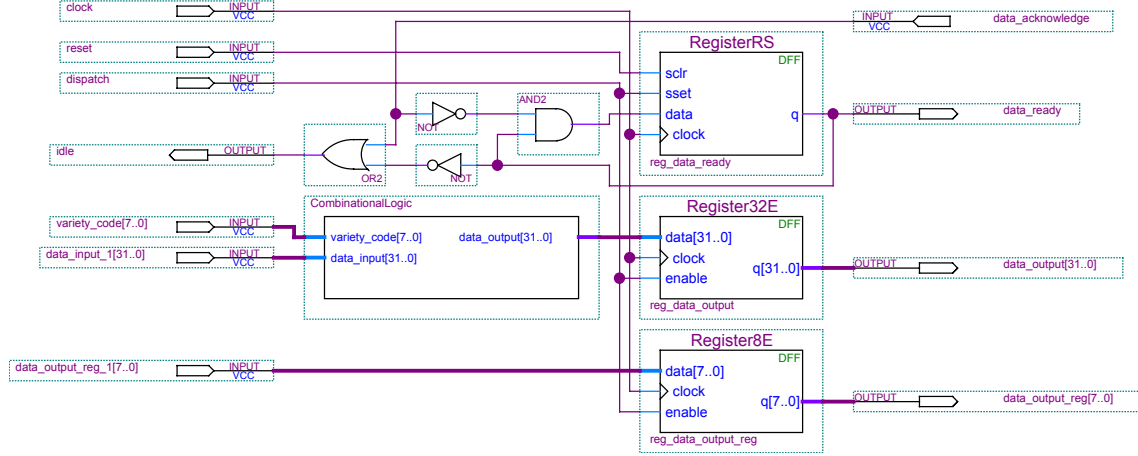 clock
INPUT
VCC
INPUT
VCC
data_acknowledge
reset
INPUT
VCC
RegisterRS
DFF
dispatch
INPUT
VCC
sclr
sset
data
clock
q
reg_data_ready
OUTPUT
data_ready
NOT
AND2
idle
OUTPUT
OR2
NOT
CombinationalLogic
variety_code[7..0]
INPUT
VCC
variety_code[7..0]
data_output[31..0]
data_input_1[31..0]
INPUT
VCC
data_input[31..0]
Register32E
DFF
data[31..0]
clock
enable
q[31..0]
reg_data_output
OUTPUT
data_output[31..0]
Register8E
DFF
data_output_reg_1[7..0]
INPUT
VCC
data[7..0]
clock
enable
q[7..0]
reg_data_output_reg
OUTPUT
data_output_reg[7..0]